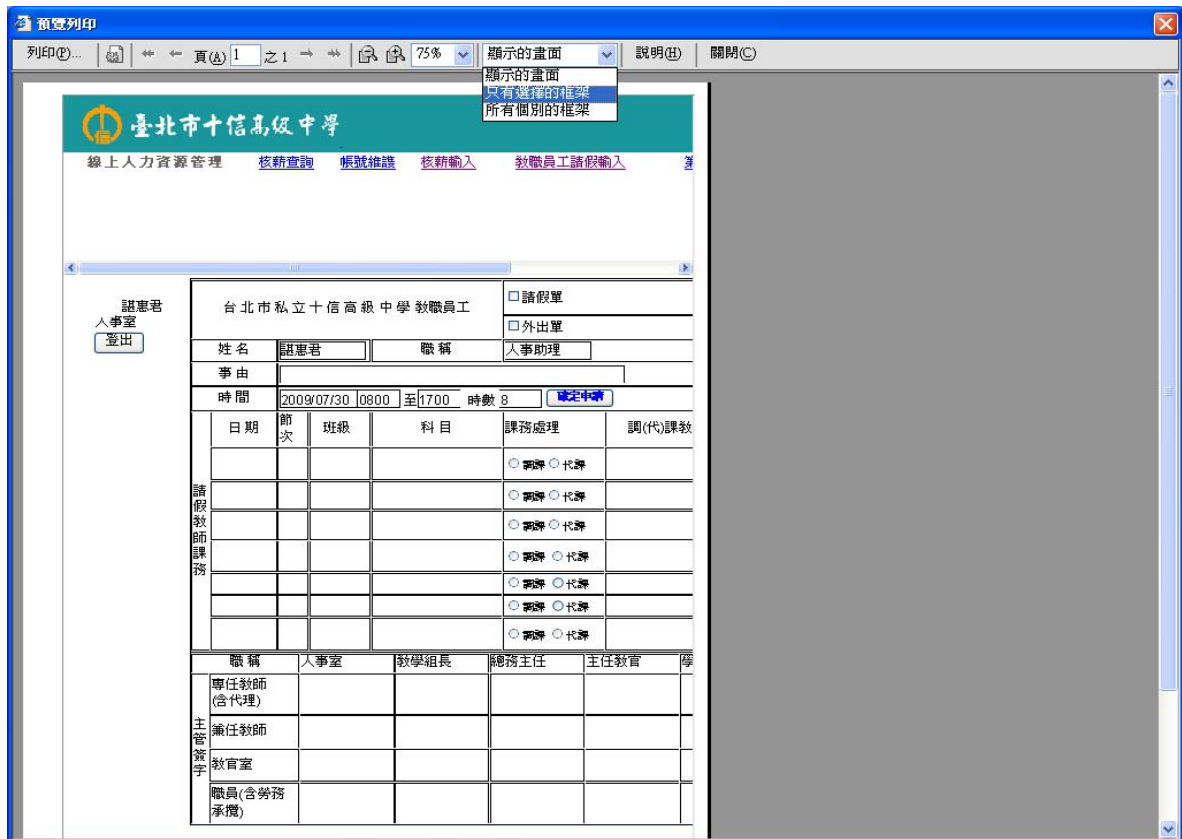 預覽列印
列印(P)... 頁(A) 1 之 1 75% 顯示的畫面 說明(H) 關閉(C)
顯示的畫面
只有選擇的框架
所有個別的框架
臺北市十信高級中學
線上人力資源管理 核薪查詢 帳號維護 核薪輸入 教職員工請假輸入
諶惠君
人事室
登出
台北市私立十信高級中學 教職員工
請假單
外出單
姓名 諶惠君 職稱 人事助理
事由
時間 2009/07/30 0800 至 1700 時數 8 確定申請
請假教師課務
日期 節次 班級 科目 課務處理 調(代)課教
調課 代課
調課 代課
調課 代課
調課 代課
調課 代課
調課 代課
調課 代課
主管簽字
職稱 人事室 教學組長 總務主任 主任教官 學
專任教師
(含代理)
兼任教師
教官室
職員(含勞務
承攬)